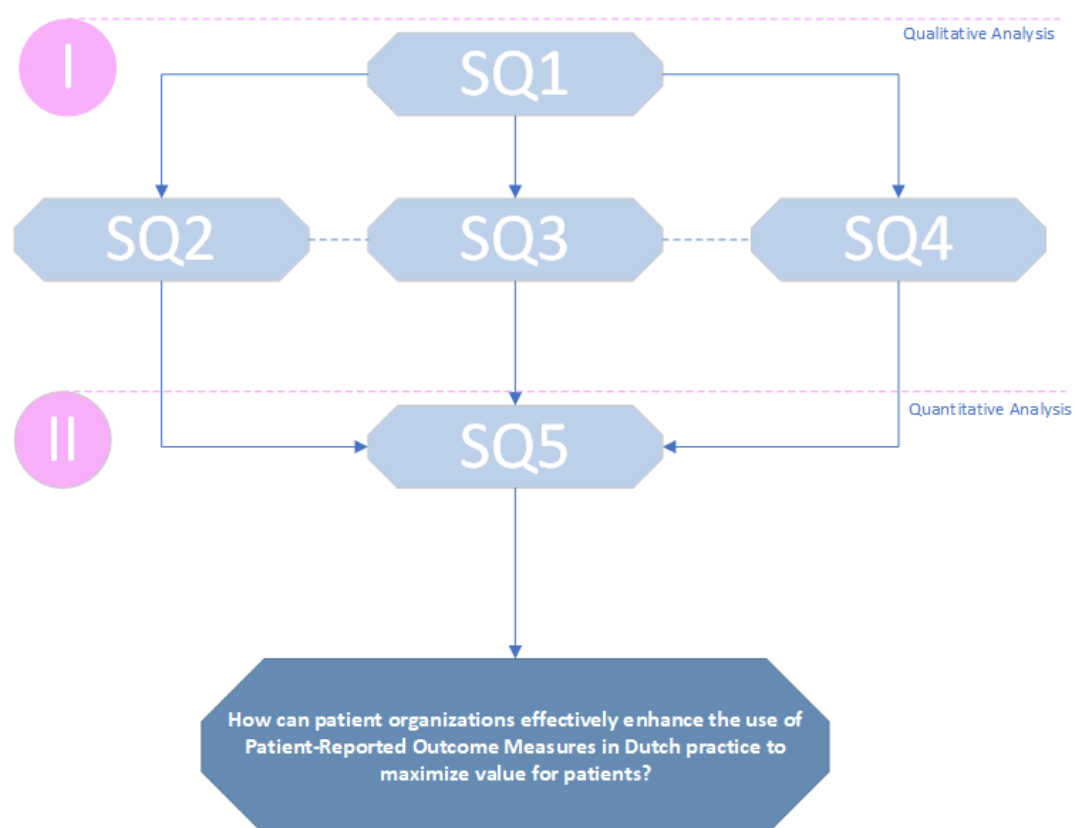 I
Qualitative Analysis
SQ1
SQ2
SQ3
SQ4
II
Quantitative Analysis
SQ5
How can patient organizations effectively enhance the use of
Patient-Reported Outcome Measures in Dutch practice to
maximize value for patients?